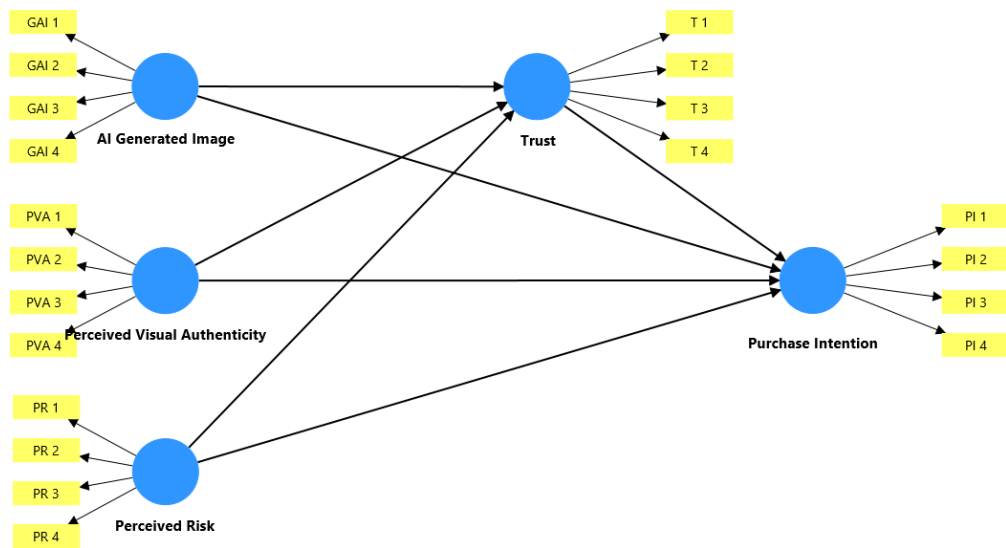 GAI 1
GAI 2
GAI 3
GAI 4
AI Generated Image
T 1
T 2
T 3
T 4
Trust
PVA 1
PVA 2
PVA 3
PVA 4
Perceived Visual Authenticity
PI 1
PI 2
PI 3
PI 4
Purchase Intention
PR 1
PR 2
PR 3
PR 4
Perceived Risk